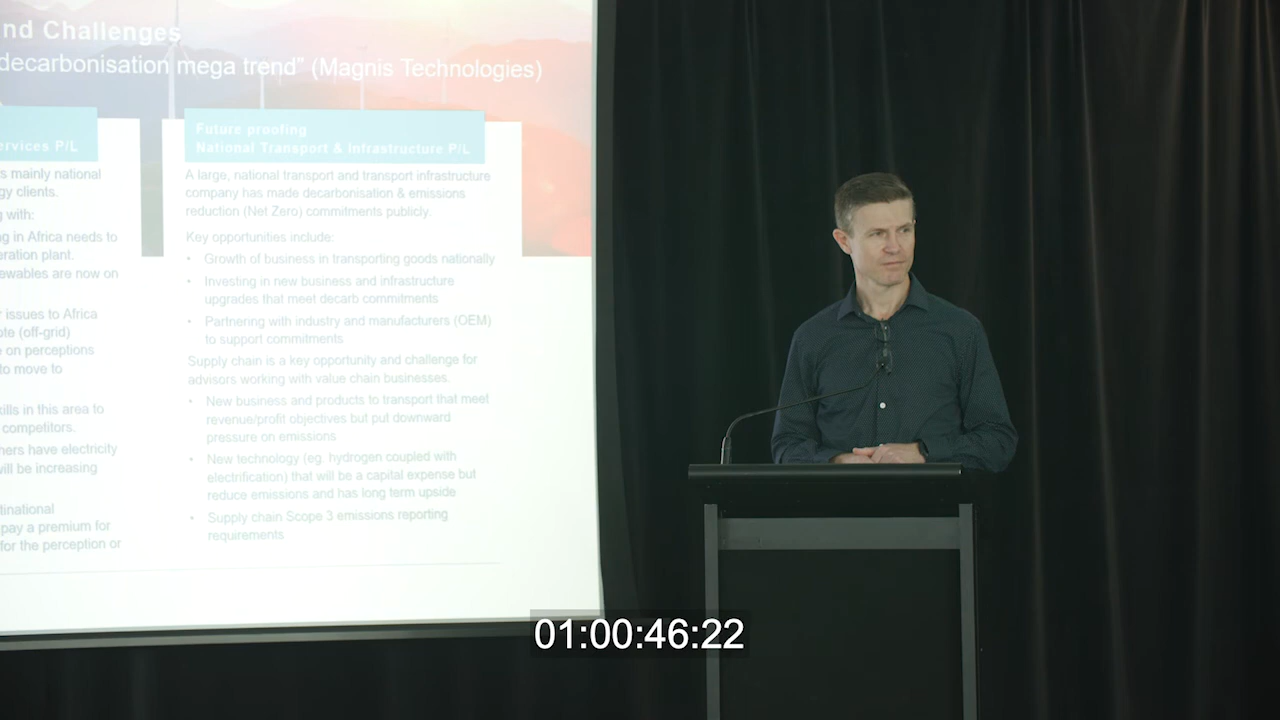 nd Challenges
decarbonisation mega trend” (Magnis Technologies)
ervices P/L
s mainly national
gy clients.
g with:
ng in Africa needs to
eration plant.
ewables are now on
r issues to Africa
ote (off-grid)
e on perceptions
to move to
kills in this area to
competitors.
hers have electricity
will be increasing
tinational
pay a premium for
for the perception or
Future proofing
National Transport & Infrastructure P/L
A large, national transport and transport infrastructure
company has made decarbonisation & emissions
reduction (Net Zero) commitments publicly.
Key opportunities include:
• Growth of business in transporting goods nationally
• Investing in new business and infrastructure
upgrades that meet decarb commitments
• Partnering with industry and manufacturers (OEM)
to support commitments
Supply chain is a key opportunity and challenge for
advisors working with value chain businesses.
• New business and products to transport that meet
revenue/profit objectives but put downward
pressure on emissions
• New technology (eg. hydrogen coupled with
electrification) that will be a capital expense but
reduce emissions and has long term upside
• Supply chain Scope 3 emissions reporting
requirements
01:00:46:22